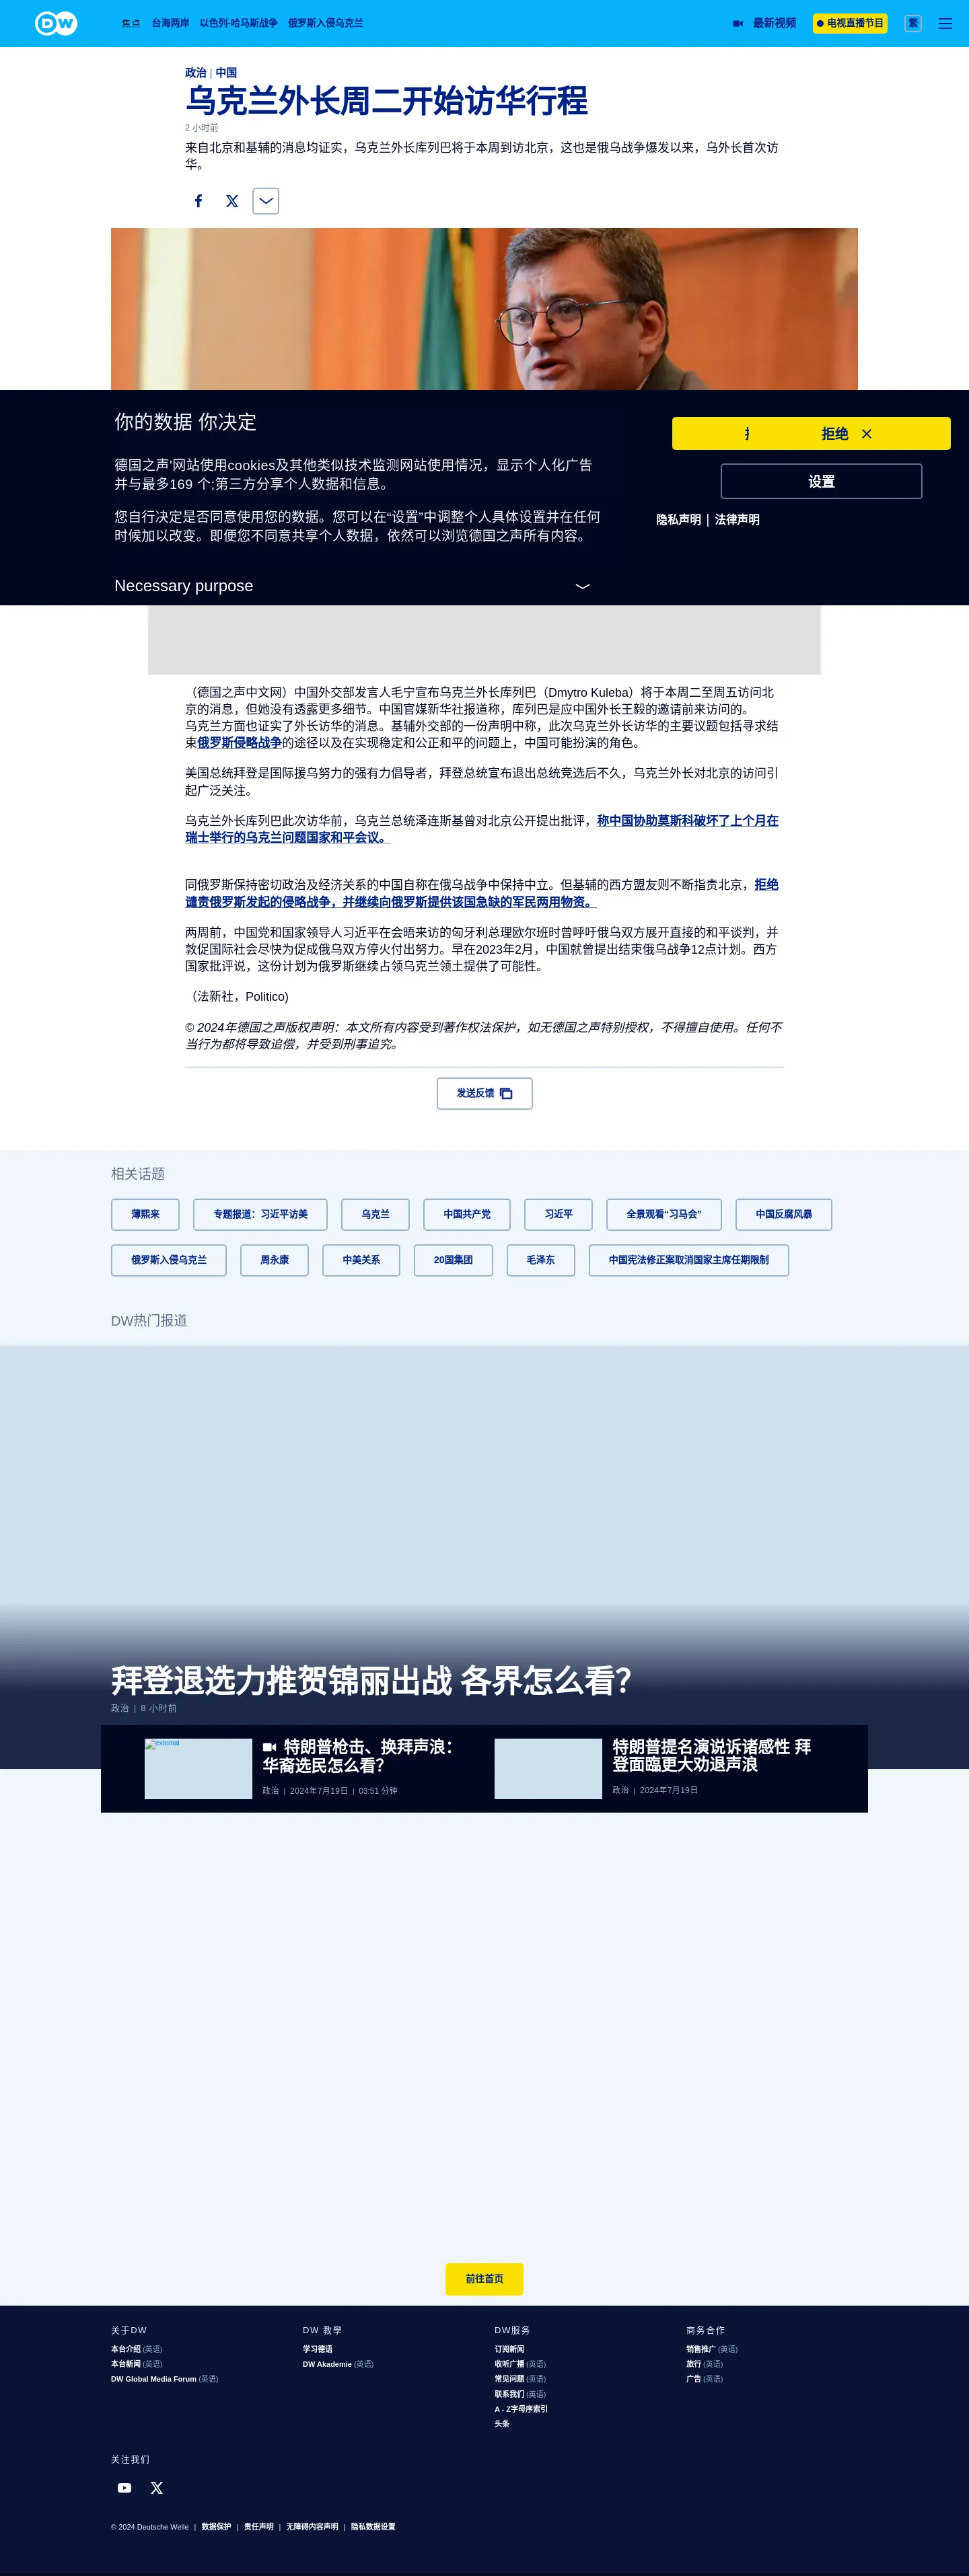 DW
焦点
台海两岸
以色列-哈马斯战争
俄罗斯入侵乌克兰
最新视频
电视直播节目
繁
政治 | 中国
乌克兰外长周二开始访华行程
2 小时前
来自北京和基辅的消息均证实，乌克兰外长库列巴将于本周到访北京，这也是俄乌战争爆发以来，乌外长首次访
华。
你的数据 你决定
德国之声'网站使用cookies及其他类似技术监测网站使用情况，显示个人化广告
并与最多169 个;第三方分享个人数据和信息。
您自行决定是否同意使用您的数据。您可以在“设置”中调整个人具体设置并在任何
时候加以改变。即便您不同意共享个人数据，依然可以浏览德国之声所有内容。
Necessary purpose
拒绝
设置
隐私声明 | 法律声明
（德国之声中文网）中国外交部发言人毛宁宣布乌克兰外长库列巴（Dmytro Kuleba）将于本周二至周五访问北
京的消息，但她没有透露更多细节。中国官媒新华社报道称，库列巴是应中国外长王毅的邀请前来访问的。
乌克兰方面也证实了外长访华的消息。基辅外交部的一份声明中称，此次乌克兰外长访华的主要议题包括寻求结
束俄罗斯侵略战争的途径以及在实现稳定和公正和平的问题上，中国可能扮演的角色。
美国总统拜登是国际援乌努力的强有力倡导者，拜登总统宣布退出总统竞选后不久，乌克兰外长对北京的访问引
起广泛关注。
乌克兰外长库列巴此次访华前，乌克兰总统泽连斯基曾对北京公开提出批评，称中国协助莫斯科破坏了上个月在
瑞士举行的乌克兰问题国家和平会议。
同俄罗斯保持密切政治及经济关系的中国自称在俄乌战争中保持中立。但基辅的西方盟友则不断指责北京，拒绝
谴责俄罗斯发起的侵略战争，并继续向俄罗斯提供该国急缺的军民两用物资。
两周前，中国党和国家领导人习近平在会晤来访的匈牙利总理欧尔班时曾呼吁俄乌双方展开直接的和平谈判，并
敦促国际社会尽快为促成俄乌双方停火付出努力。早在2023年2月，中国就曾提出结束俄乌战争12点计划。西方
国家批评说，这份计划为俄罗斯继续占领乌克兰领土提供了可能性。
（法新社，Politico)
© 2024年德国之声版权声明：本文所有内容受到著作权法保护，如无德国之声特别授权，不得擅自使用。任何不
当行为都将导致追偿，并受到刑事追究。
发送反馈
相关话题
薄熙来
专题报道：习近平访美
乌克兰
中国共产党
习近平
全景观看“习马会”
中国反腐风暴
俄罗斯入侵乌克兰
周永康
中美关系
20国集团
毛泽东
中国宪法修正案取消国家主席任期限制
DW热门报道
拜登退选力推贺锦丽出战 各界怎么看？
政治 | 8 小时前
external
特朗普枪击、换拜声浪：
华裔选民怎么看？
政治 | 2024年7月19日 | 03:51 分钟
特朗普提名演说诉诸感性 拜
登面臨更大劝退声浪
政治 | 2024年7月19日
前往首页
关于DW
本台介绍 (英语)
本台新闻 (英语)
DW Global Media Forum (英语)
DW 教學
学习德语
DW Akademie (英语)
DW服务
订阅新闻
收听广播 (英语)
常见问题 (英语)
联系我们 (英语)
A - Z字母序索引
头条
商务合作
销售推广 (英语)
旅行 (英语)
广告 (英语)
关注我们
© 2024 Deutsche Welle | 数据保护 | 责任声明 | 无障碍内容声明 | 隐私数据设置